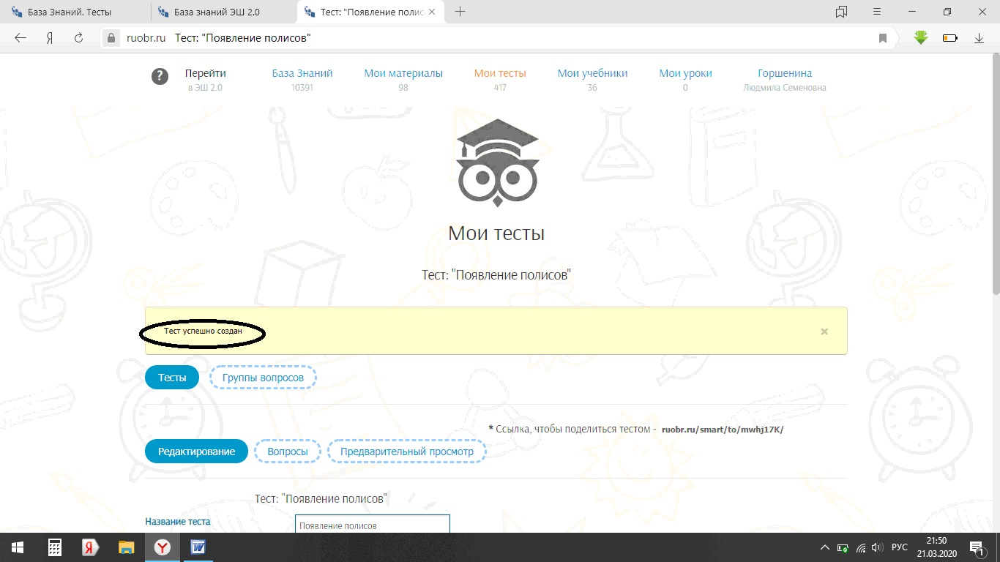 База Знаний. Тесты
База знаний ЭШ 2.0
Тест: "Появление полис
Я
ruobr.ru Тест: "Появление полисов"
? Перейти База Знаний Мои материалы Мои тесты Мои учебники Мои уроки Горшенина
в ЭШ 2.0 10391 98 417 36 0 Людмила Семеновна
Мои тесты
Тест: "Появление полисов"
Тест успешно создан
Тесты Группы вопросов
* Ссылка, чтобы поделиться тестом - ruobr.ru/smart/to/mwhj17K/
Редактирование Вопросы Предварительный просмотр
Тест: "Появление полисов"
Название теста Появление полисов
Я Y W РУС 21:50
21.03.2020 1